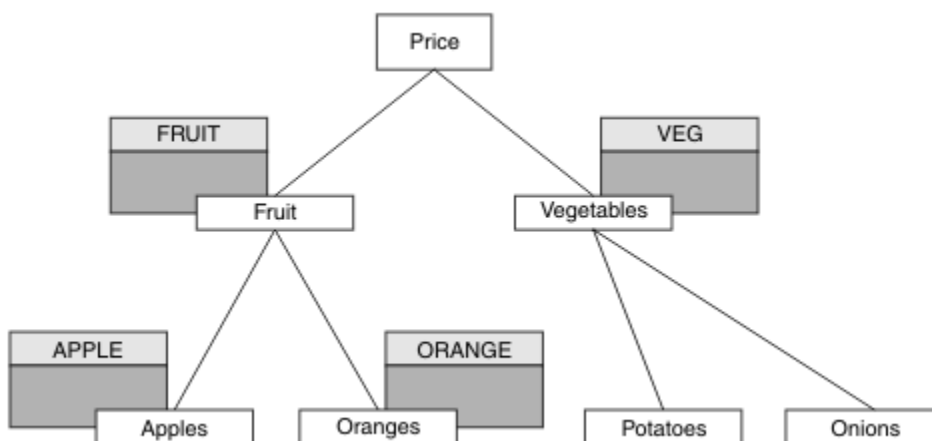 Price
FRUIT
VEG
Fruit
Vegetables
APPLE
ORANGE
Apples
Oranges
Potatoes
Onions